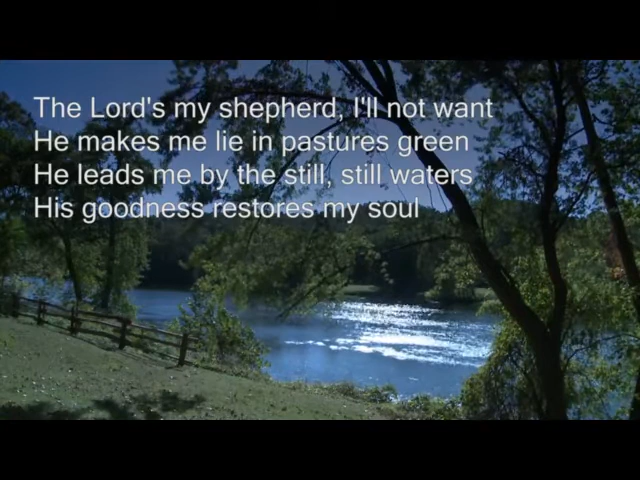 The Lord's my shepherd, I'll not want
He makes me lie in pastures green
He leads me by the still, still waters
His goodness restores my soul